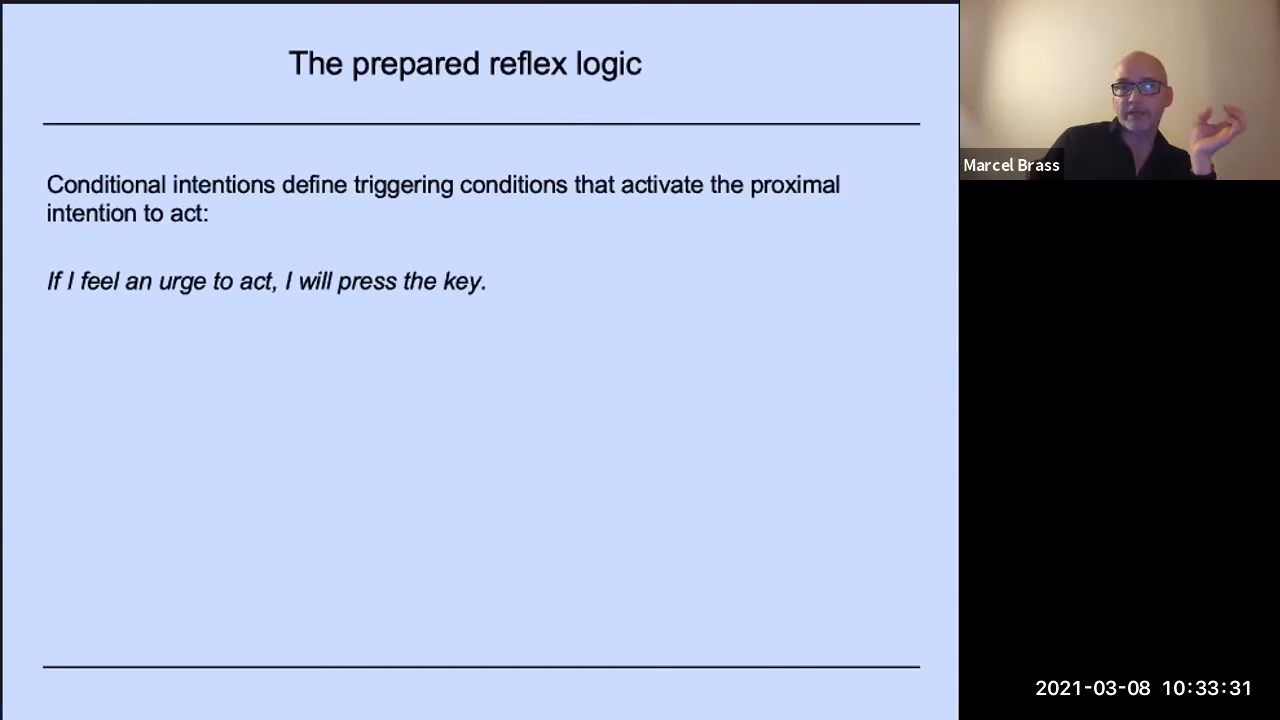 The prepared reflex logic
Conditional intentions define triggering conditions that activate the proximal
intention to act:
If I feel an urge to act, I will press the key.
Marcel Brass
2021-03-08 10:33:31